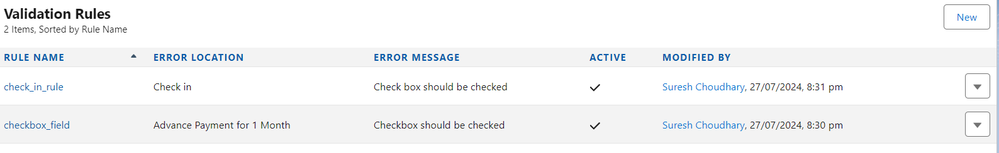 Validation Rules
2 Items, Sorted by Rule Name
New
RULE NAME ERROR LOCATION ERROR MESSAGE ACTIVE MODIFIED BY
check_in_rule Check in Check box should be checked Suresh Choudhary, 27/07/2024, 8:31 pm
checkbox_field Advance Payment for 1 Month Checkbox should be checked Suresh Choudhary, 27/07/2024, 8:30 pm